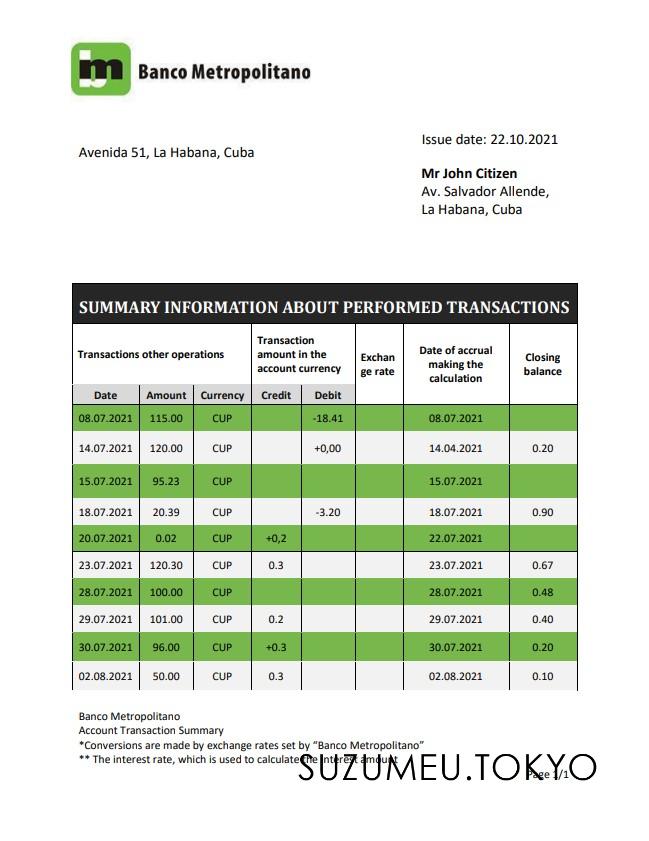 bm Banco Metropolitano
Issue date: 22.10.2021
Avenida 51, La Habana, Cuba
Mr John Citizen
Av. Salvador Allende,
La Habana, Cuba
SUMMARY INFORMATION ABOUT PERFORMED TRANSACTIONS
Transactions other operations
Transaction
amount in the
account currency
Exchan
ge rate
Date of accrual
making the
calculation
Closing
balance
Date Amount Currency Credit Debit
08.07.2021 115.00 CUP -18.41 08.07.2021
14.07.2021 120.00 CUP +0,00 14.04.2021 0.20
15.07.2021 95.23 CUP 15.07.2021
18.07.2021 20.39 CUP -3.20 18.07.2021 0.90
20.07.2021 0.02 CUP +0,2 22.07.2021
23.07.2021 120.30 CUP 0.3 23.07.2021 0.67
28.07.2021 100.00 CUP 28.07.2021 0.48
29.07.2021 101.00 CUP 0.2 29.07.2021 0.40
30.07.2021 96.00 CUP +0.3 30.07.2021 0.20
02.08.2021 50.00 CUP 0.3 02.08.2021 0.10
Banco Metropolitano
Account Transaction Summary
*Conversions are made by exchange rates set by “Banco Metropolitano”
** The interest rate, which is used to calculate the interest amount
SUZUMEU.TOKYO
Page 1/1